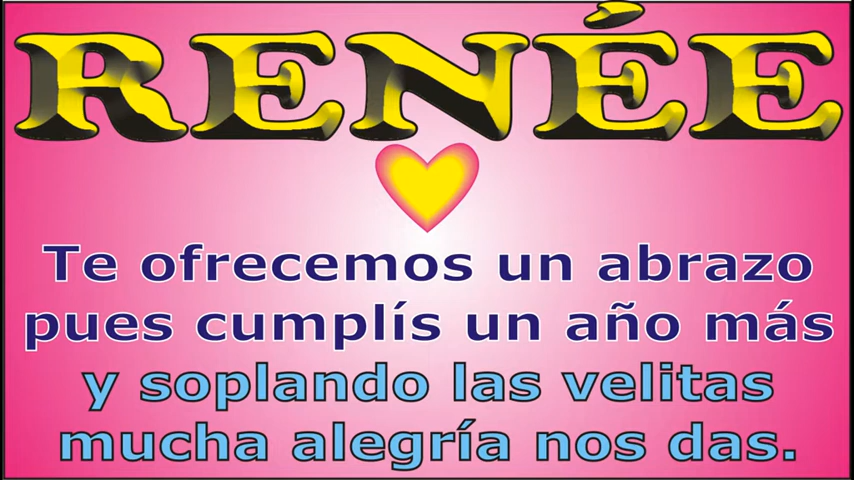 RENÉE
Te ofrecemos un abrazo
pues cumplís un año más
y soplando las velitas
mucha alegría nos das.